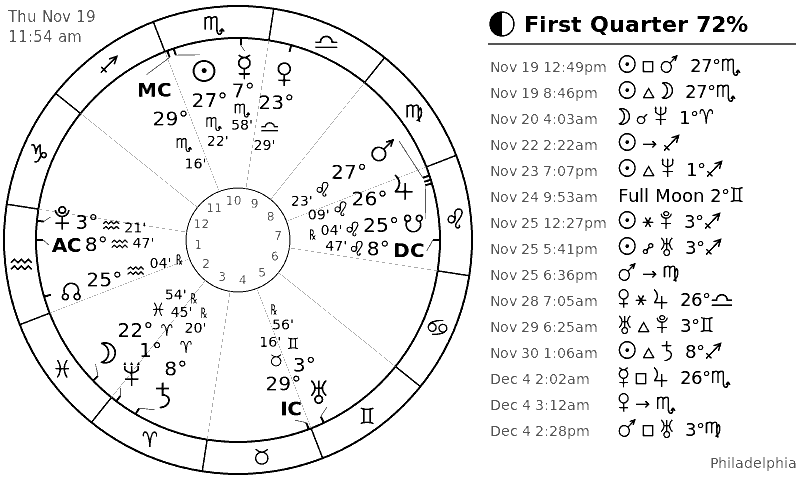 Thu Nov 19
11:54 am
First Quarter 72%
Nov 19 12:49pm ☉ □ ♂ 27°♏
Nov 19 8:46pm ☉ △ ☽ 27°♏
Nov 20 4:03am ☽ ☌ ♆ 1°♈
Nov 22 2:22am ☉ → ♐
Nov 23 7:07pm ☉ △ ♆ 1°♐
Nov 24 9:53am Full Moon 2°♊
Nov 25 12:27pm ☉ ⚹ ♇ 3°♐
Nov 25 5:41pm ☉ ☍ ♅ 3°♐
Nov 25 6:36pm ♂ → ♍
Nov 28 7:05am ♀ ⚹ ♃ 26°♎
Nov 29 6:25am ♅ △ ♇ 3°♊
Nov 30 1:06am ☉ △ ♄ 8°♐
Dec 4 2:02am ☿ □ ♃ 26°♏
Dec 4 3:12am ♀ → ♏
Dec 4 2:28pm ♂ □ ♅ 3°♍
Philadelphia
♏
♎
♐
♍
♑
♌
♒
♋
♓
♊
♈
♉
MC 29° ♏ 16'
☉ 27° ♏ 22'
☿ 7° ♏ 58'
♀ 23° ♎ 29'
♂ 27° ♌ 23'
♃ 26° ♌ 09'
☋ 25° ♌ 04' ℞
DC 8° ♌ 47'
♇ 3° ♒ 21'
AC 8° ♒ 47'
☊ 25° ♒ 04' ℞
☽ 22° ♓ 54'
♆ 1° ♈ 45' ℞
♄ 8° ♈ 20' ℞
IC 29° ♉ 16'
♅ 3° ♊ 56' ℞
1
2
3
4
5
6
7
8
9
10
11
12